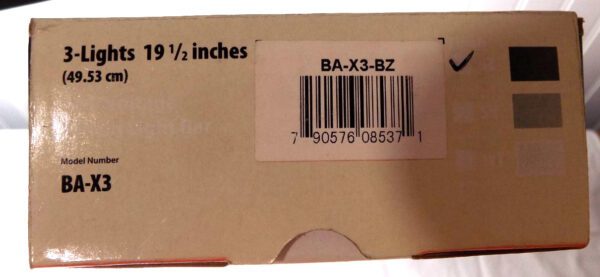 3-Lights 19 1/2 inches
(49.53 cm)
Model Number
BA-X3
BA-X3-BZ
7 90576 08537 1